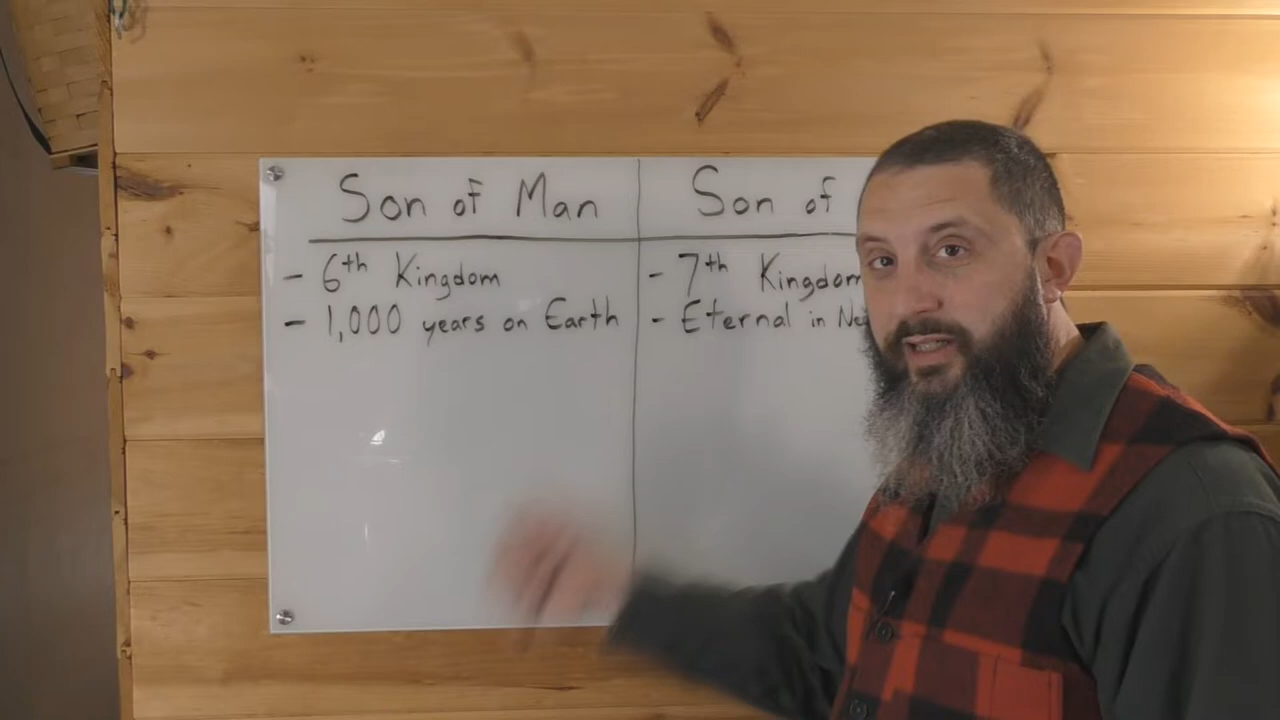 Son of Man
- 6th Kingdom
- 1,000 years on Earth
Son of
- 7th Kingdom
- Eternal in